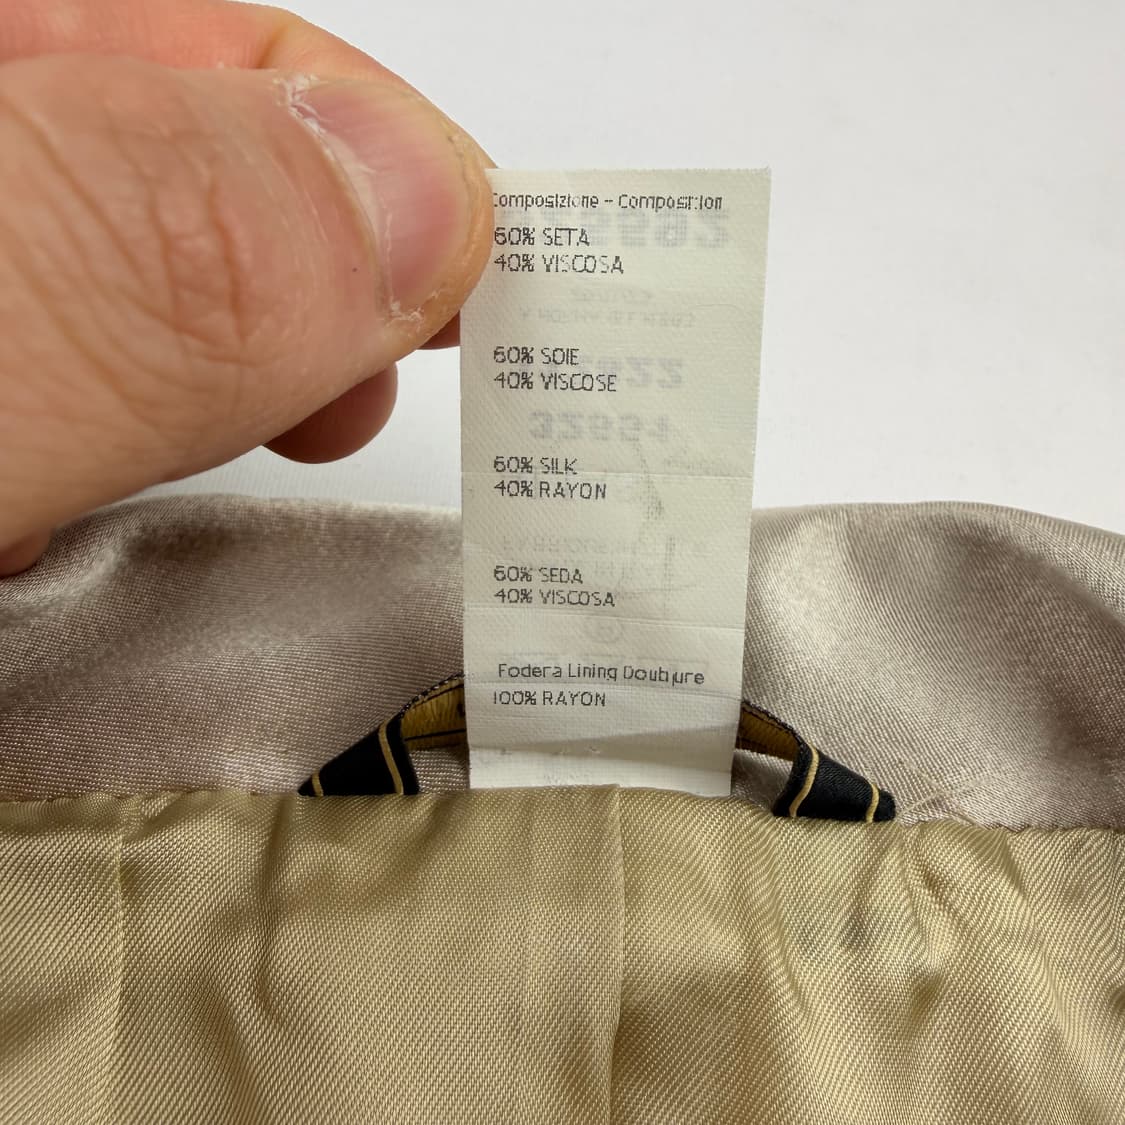 Composizione - Composition
60% SETA
40% VISCOSA
60% SOIE
40% VISCOSE
60% SILK
40% RAYON
60% SEDA
40% VISCOSA
Fodera Lining Doublure
100% RAYON